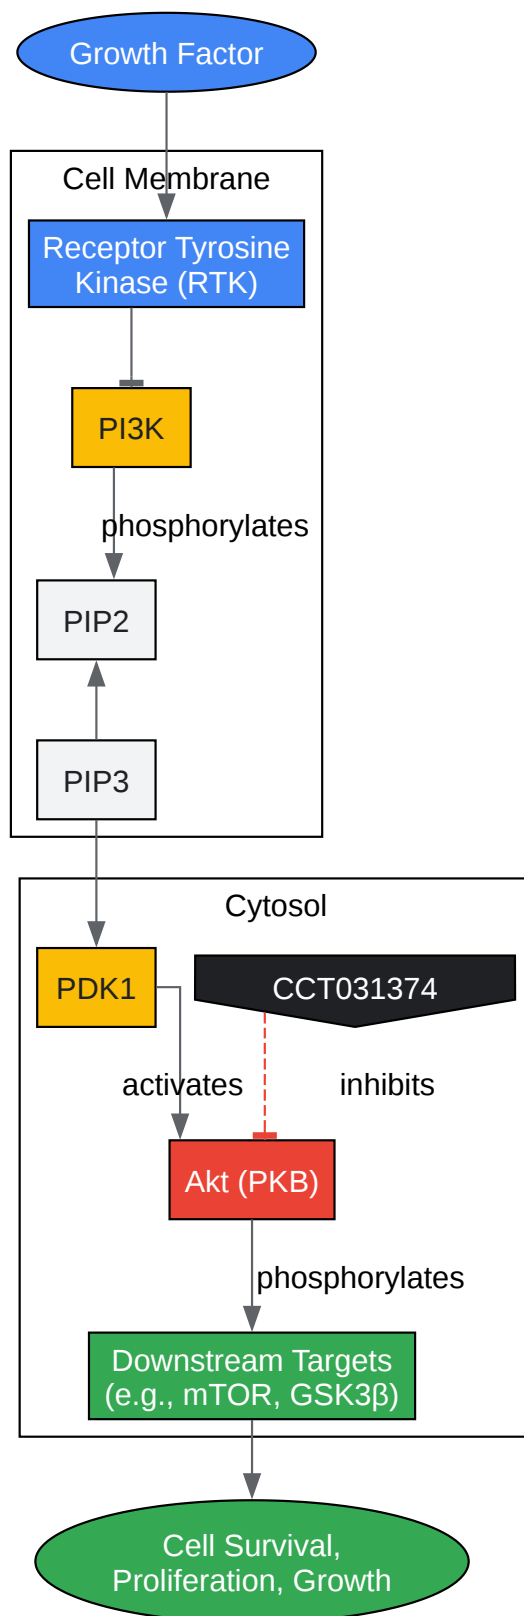 Growth Factor
Cell Membrane
Receptor Tyrosine
Kinase (RTK)
PI3K
phosphorylates
PIP2
PIP3
Cytosol
PDK1
CCT031374
activates
inhibits
Akt (PKB)
phosphorylates
Downstream Targets
(e.g., mTOR, GSK3β)
Cell Survival,
Proliferation, Growth